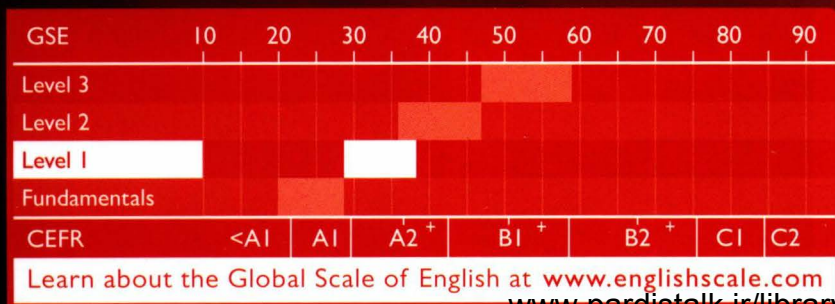 GSE 10 20 30 40 50 60 70 80 90
Level 3
Level 2
Level 1
Fundamentals
CEFR <A1 A1 A2 + B1 + B2 + C1 C2
Learn about the Global Scale of English at www.englishscale.com